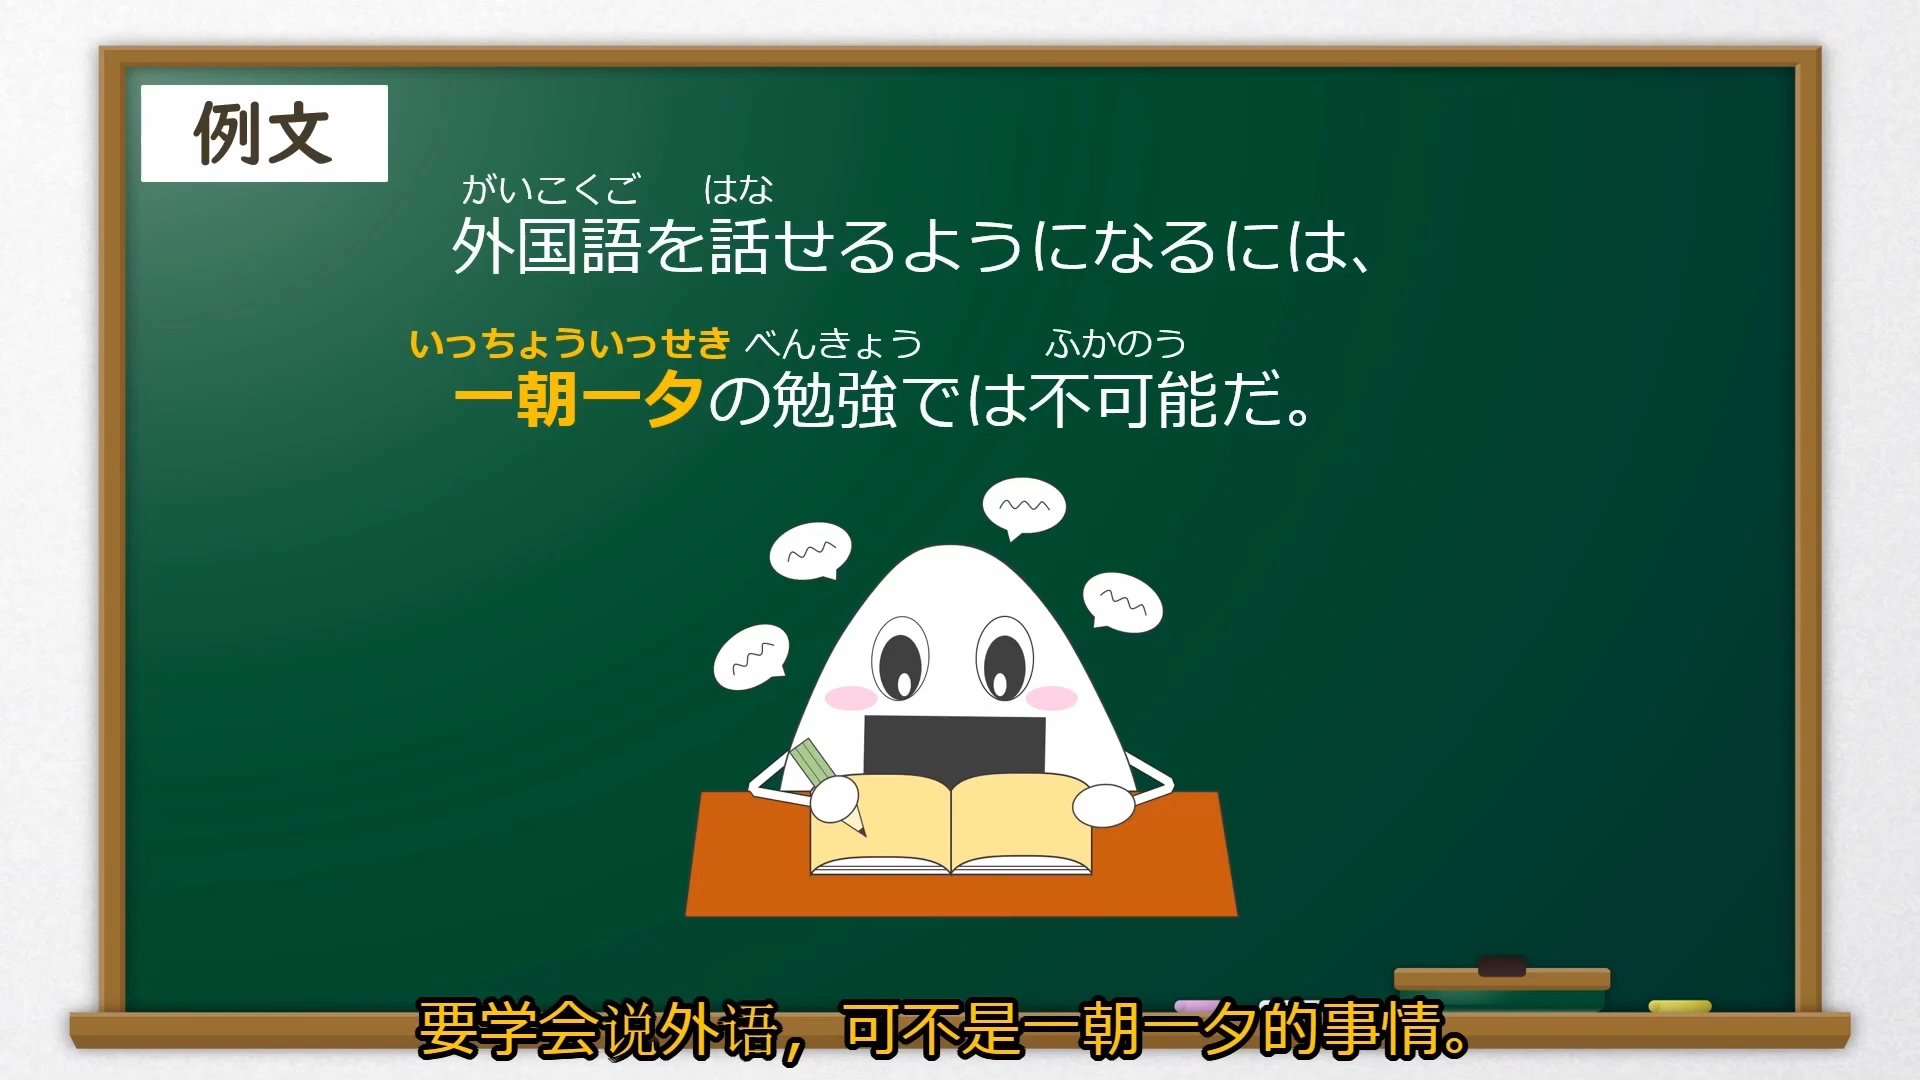 例文
がいこくご はな
外国語を話せるようになるには、
いっちょういっせき べんきょう ふかのう
一朝一夕の勉強では不可能だ。
要学会说外语，可不是一朝一夕的事情。